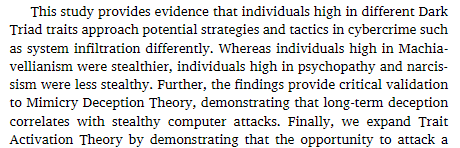 This study provides evidence that individuals high in different Dark
Triad traits approach potential strategies and tactics in cybercrime such
as system infiltration differently. Whereas individuals high in Machia-
vellianism were stealthier, individuals high in psychopathy and narcis-
sism were less stealthy. Further, the findings provide critical validation
to Mimicry Deception Theory, demonstrating that long-term deception
correlates with stealthy computer attacks. Finally, we expand Trait
Activation Theory by demonstrating that the opportunity to attack a